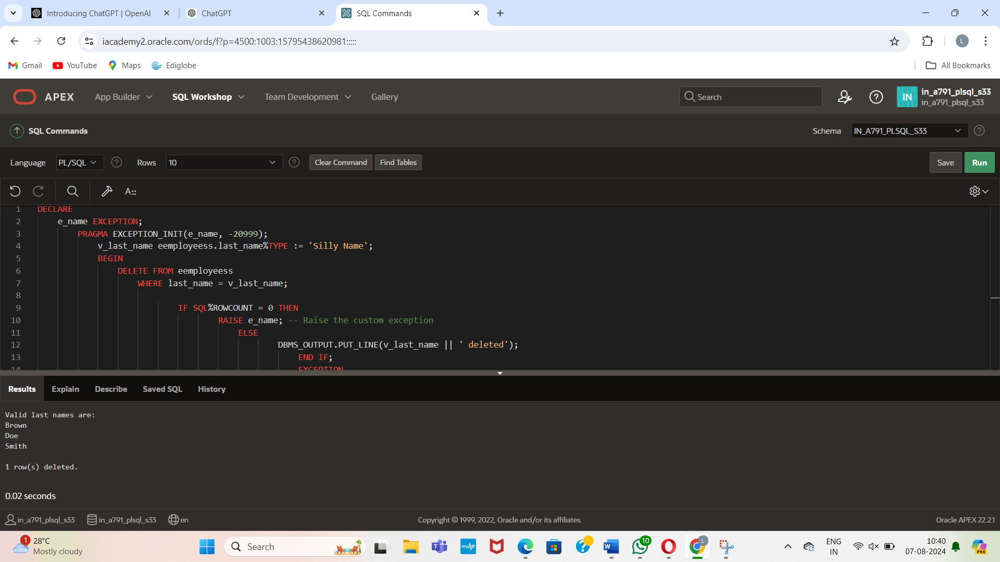 Introducing ChatGPT | OpenAI
ChatGPT
SQL Commands
iacademy2.oracle.com/ords/f?p=4500:1003:15795438620981:::::
L
Gmail
YouTube
Maps
Ediglobe
All Bookmarks
APEX
App Builder
SQL Workshop
Team Development
Gallery
Search
IN
in_a791_plsql_s33
in_a791_plsql_s33
SQL Commands
Schema
IN_A791_PLSQL_S33
Language
PL/SQL
Rows
10
Clear Command
Find Tables
Save
Run
A::
1 DECLARE
2 e_name EXCEPTION;
3 PRAGMA EXCEPTION_INIT(e_name, -20999);
4 v_last_name eemployeess.last_name%TYPE := 'Silly Name';
5 BEGIN
6 DELETE FROM eemployeess
7 WHERE last_name = v_last_name;
8
9 IF SQL%ROWCOUNT = 0 THEN
10 RAISE e_name; -- Raise the custom exception
11 ELSE
12 DBMS_OUTPUT.PUT_LINE(v_last_name || ' deleted');
13 END IF;
14 EXCEPTION
Results
Explain
Describe
Saved SQL
History
Valid last names are:
Brown
Doe
Smith
1 row(s) deleted.
0.02 seconds
in_a791_plsql_s33
in_a791_plsql_s33
en
Copyright © 1999, 2022, Oracle and/or its affiliates.
Oracle APEX 22.2.1
1
28°C
Mostly cloudy
Search
T
myhp
W
10
L
ENG
IN
10:40
07-08-2024
PRE